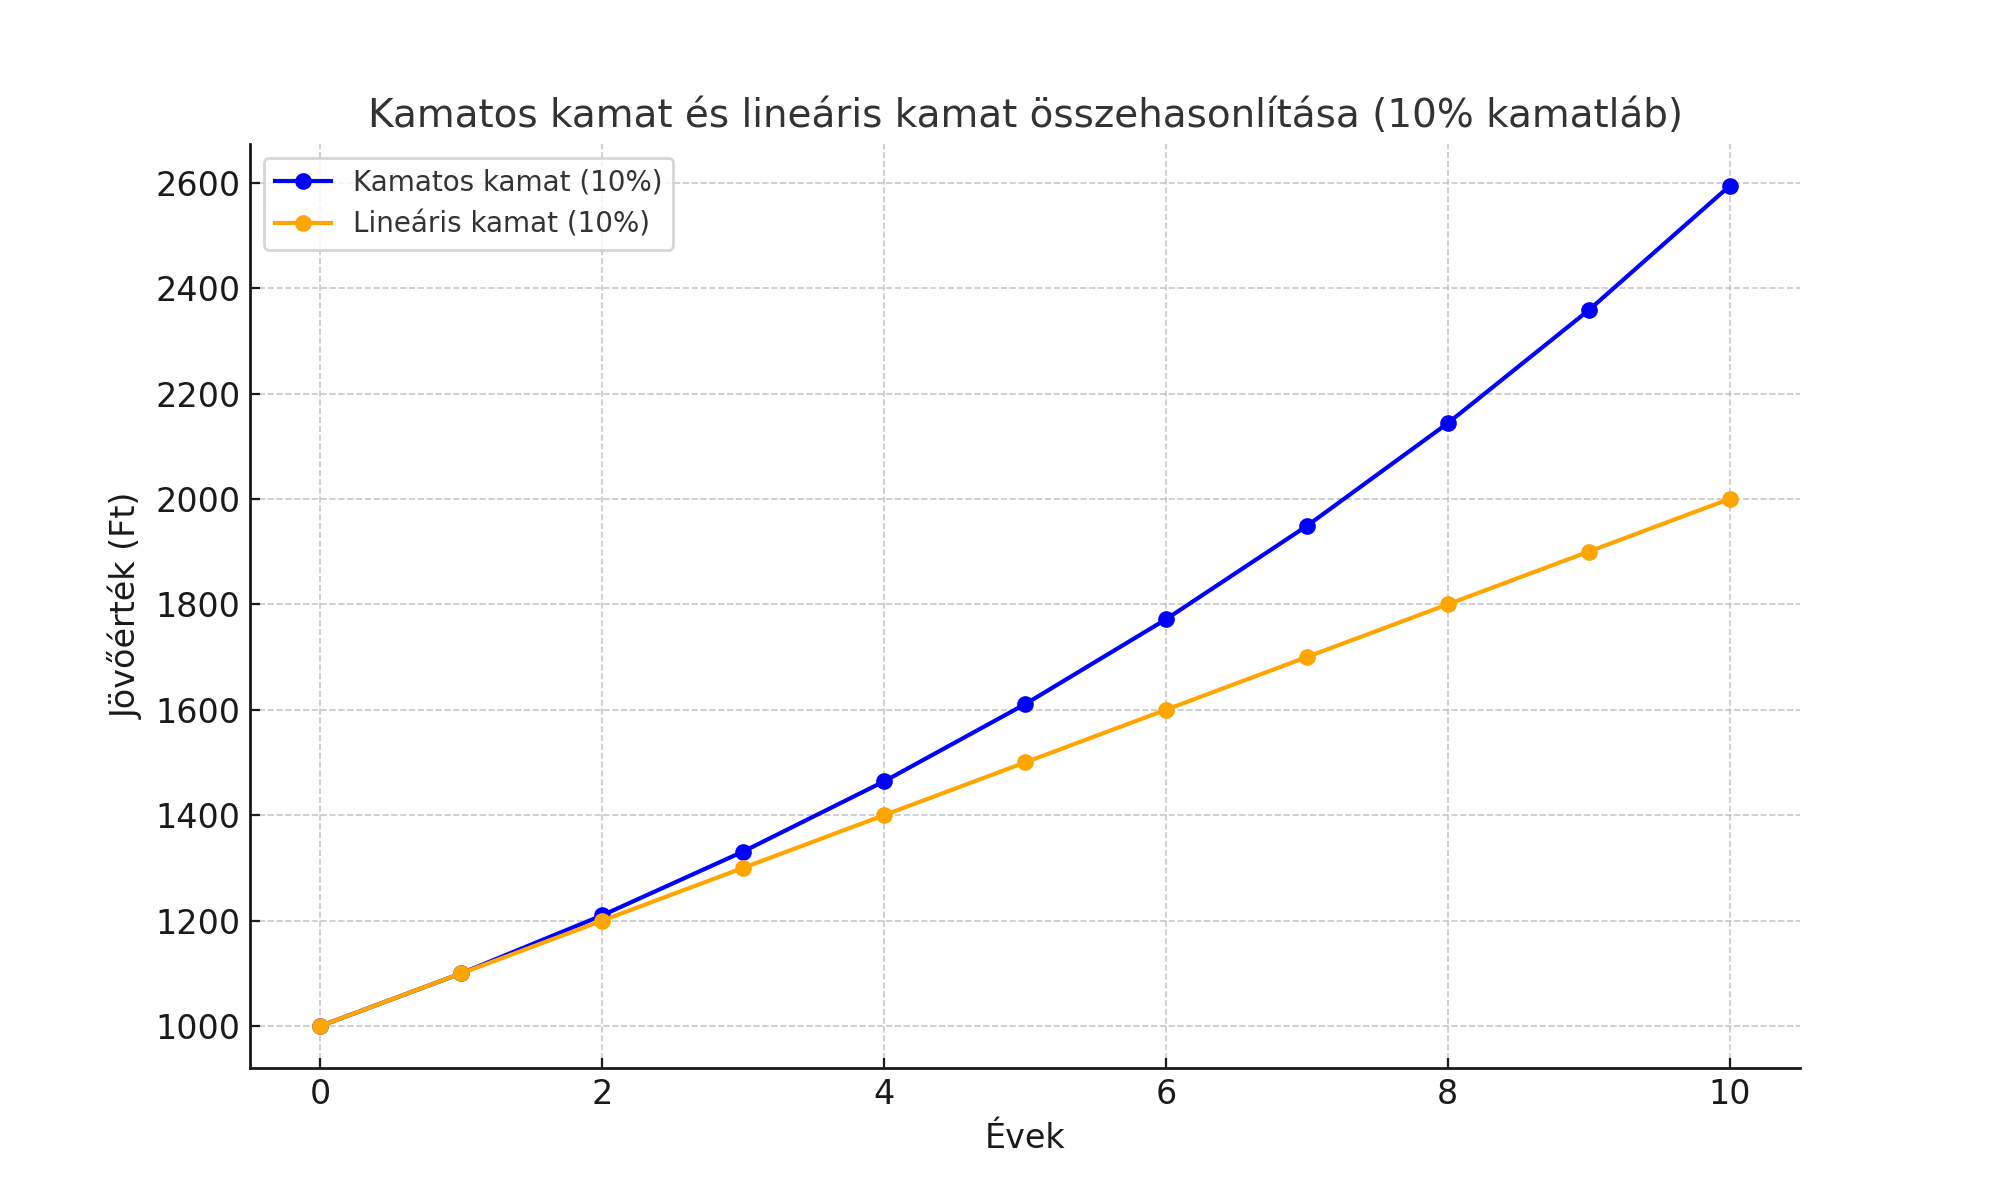 Kamatos kamat és lineáris kamat összehasonlítása (10% kamatláb)
Kamatos kamat (10%)
Lineáris kamat (10%)
2600
2400
2200
2000
1800
1600
1400
1200
1000
Jövőérték (Ft)
0 2 4 6 8 10
Évek